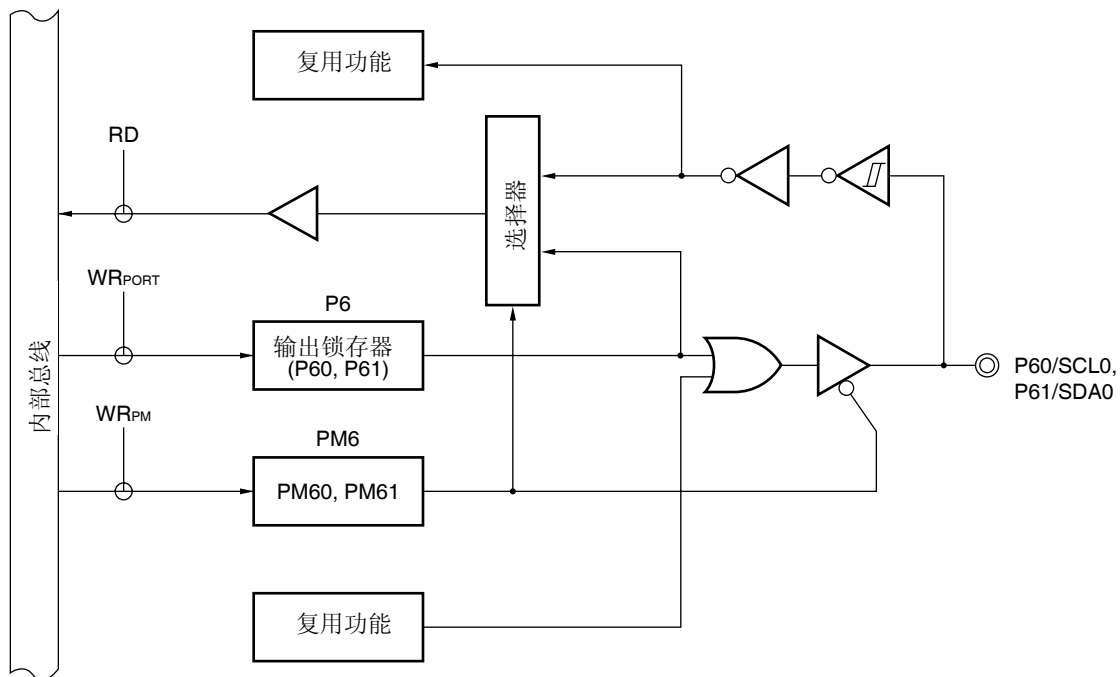 复用功能
RD
选择器
WRPORT
P6
输出锁存器
(P60, P61)
内部总线
P60/SCL0,
P61/SDA0
WRPM
PM6
PM60, PM61
复用功能